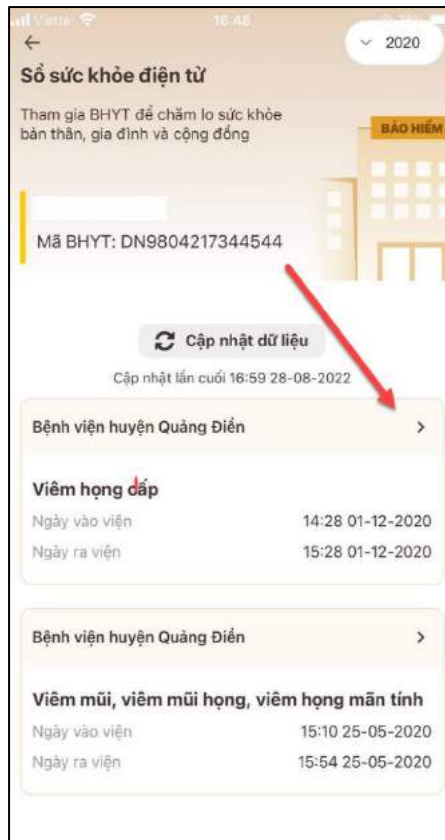 Viettel
16:48
2020
Sổ sức khỏe điện tử
Tham gia BHYT để chăm lo sức khỏe
bản thân, gia đình và cộng đồng
BẢO HIỂM
Mã BHYT: DN9804217344544
Cập nhật dữ liệu
Cập nhật lần cuối 16:59 28-08-2022
Bệnh viện huyện Quảng Điền
Viêm họng cấp
Ngày vào viện 14:28 01-12-2020
Ngày ra viện 15:28 01-12-2020
Bệnh viện huyện Quảng Điền
Viêm mũi, viêm mũi họng, viêm họng mãn tính
Ngày vào viện 15:10 25-05-2020
Ngày ra viện 15:54 25-05-2020